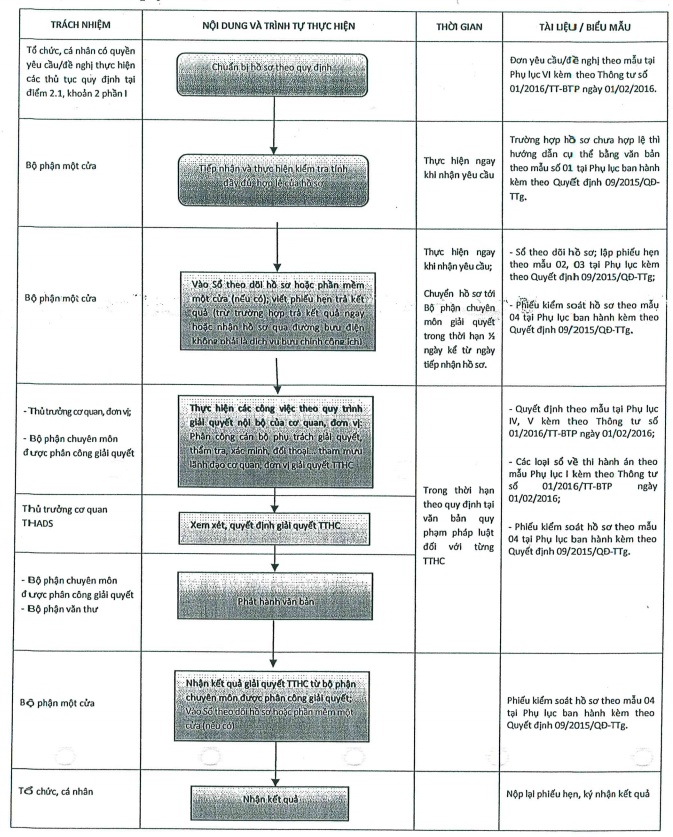 TRÁCH NHIỆM
NỘI DUNG VÀ TRÌNH TỰ THỰC HIỆN
THỜI GIAN
TÀI LIỆU / BIỂU MẪU
Tổ chức, cá nhân có quyền
yêu cầu/đề nghị thực hiện
các thủ tục quy định tại
điểm 2.1, khoản 2 phần I
Chuẩn bị hồ sơ theo quy định
Đơn yêu cầu/đề nghị theo mẫu tại
Phụ lục VI kèm theo Thông tư số
01/2016/TT-BTP ngày 01/02/2016.
Bộ phận một cửa
Tiếp nhận và thực hiện kiểm tra tính
đầy đủ, hợp lệ của hồ sơ
Thực hiện ngay
khi nhận yêu cầu
Trường hợp hồ sơ chưa hợp lệ thì
hướng dẫn cụ thể bằng văn bản
theo mẫu số 01 tại Phụ lục ban hành
kèm theo Quyết định 09/2015/QĐ-
TTg.
Bộ phận một cửa
Vào Sổ theo dõi hồ sơ hoặc phần mềm
một cửa (nếu có); viết phiếu hẹn trả kết
quả (trừ trường hợp trả kết quả ngay
hoặc nhận hồ sơ qua đường bưu điện
không phải là dịch vụ bưu chính công ích)
Thực hiện ngay
khi nhận yêu cầu;
Chuyển hồ sơ tới
Bộ phận chuyên
môn giải quyết
trong thời hạn ½
ngày kể từ ngày
tiếp nhận hồ sơ.
- Sổ theo dõi hồ sơ; lập phiếu hẹn
theo mẫu 02, 03 tại Phụ lục kèm
theo Quyết định 09/2015/QĐ-TTg;
- Phiếu kiểm soát hồ sơ theo mẫu
04 tại Phụ lục ban hành kèm theo
Quyết định 09/2015/QĐ-TTg.
- Thủ trưởng cơ quan, đơn vị;
- Bộ phận chuyên môn
được phân công giải quyết
Thực hiện các công việc theo quy trình
giải quyết nội bộ của cơ quan, đơn vị:
Phân công cán bộ phụ trách giải quyết,
thẩm tra, xác minh, đối thoại... tham mưu
lãnh đạo cơ quan, đơn vị giải quyết TTHC
Trong thời hạn
theo quy định tại
văn bản quy
phạm pháp luật
đối với từng
TTHC
- Quyết định theo mẫu tại Phụ lục
IV, V kèm theo Thông tư số
01/2016/TT-BTP ngày 01/02/2016;
- Các loại sổ về thi hành án theo
mẫu Phụ lục I kèm theo Thông tư
số 01/2016/TT-BTP ngày
01/02/2016;
- Phiếu kiểm soát hồ sơ theo mẫu
04 tại Phụ lục ban hành kèm theo
Quyết định 09/2015/QĐ-TTg.
Thủ trưởng cơ quan
THADS
Xem xét, quyết định giải quyết TTHC
- Bộ phận chuyên môn
được phân công giải quyết
- Bộ phận văn thư
Phát hành văn bản
Bộ phận một cửa
Nhận kết quả giải quyết TTHC từ bộ phận
chuyên môn được phân công giải quyết;
Vào Sổ theo dõi hồ sơ hoặc phần mềm một
cửa (nếu có)
Phiếu kiểm soát hồ sơ theo mẫu 04
tại Phụ lục ban hành kèm theo
Quyết định 09/2015/QĐ-TTg.
Tổ chức, cá nhân
Nhận kết quả
Nộp lại phiếu hẹn, ký nhận kết quả